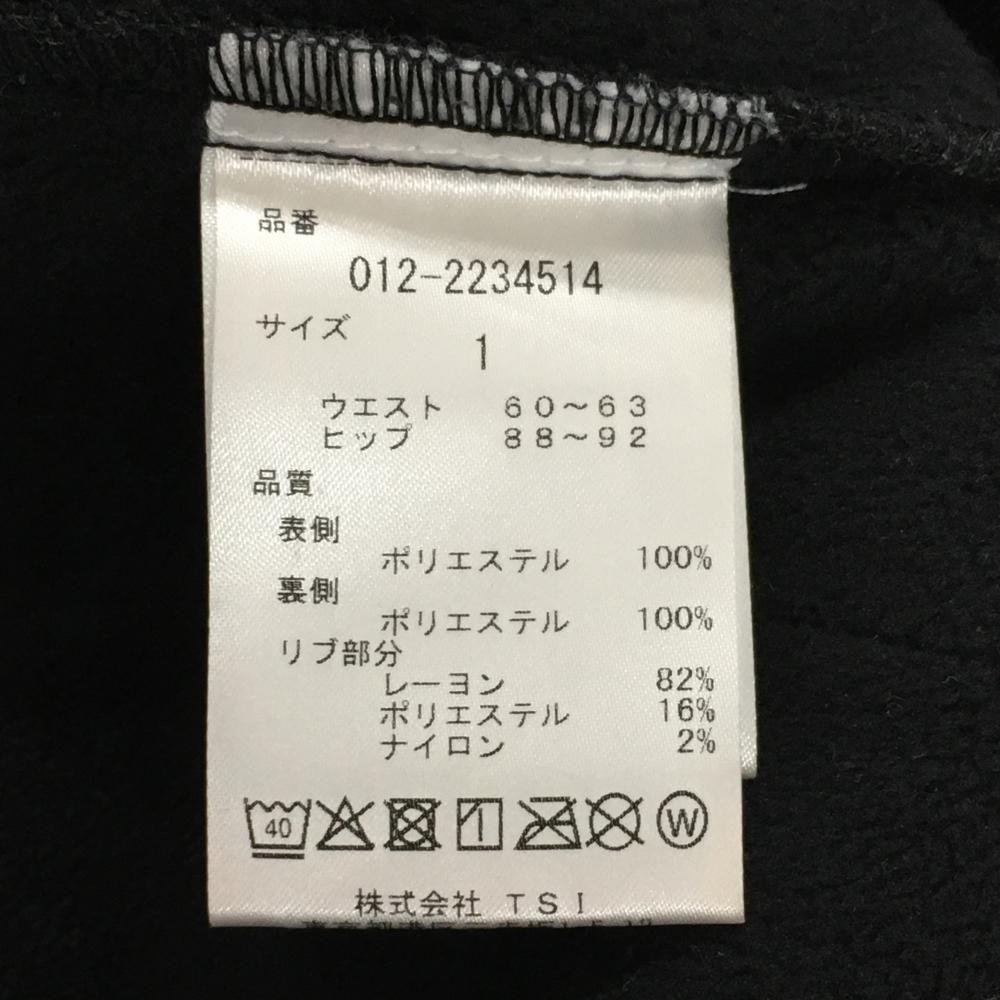 品番
012-2234514
サイズ
1
ウエスト 60～63
ヒップ 88～92
品質
表側
ポリエステル 100%
裏側
ポリエステル 100%
リブ部分
レーヨン 82%
ポリエステル 16%
ナイロン 2%
40 W
株式会社 TSI